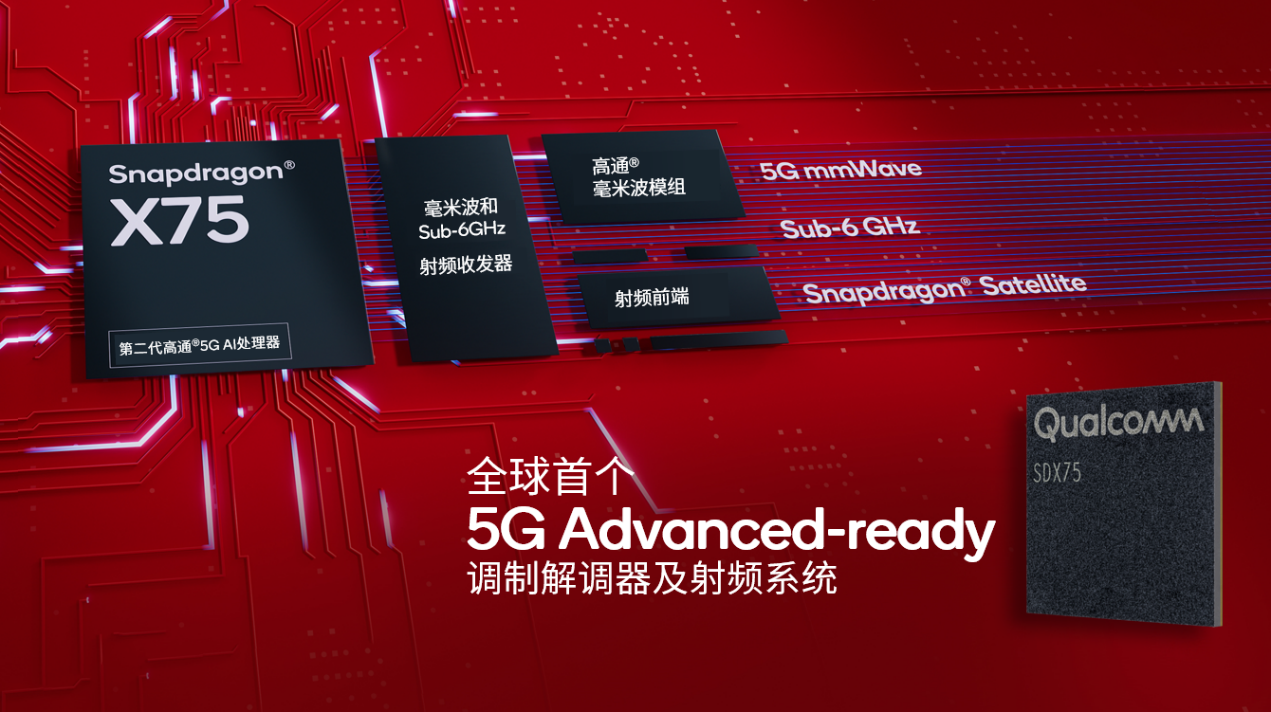 Snapdragon®
X75
第二代高通®5G AI处理器
毫米波和
Sub-6GHz
射频收发器
高通®
毫米波模组
射频前端
5G mmWave
Sub-6 GHz
Snapdragon® Satellite
全球首个
5G Advanced-ready
调制解调器及射频系统
Qualcomm
SDX75